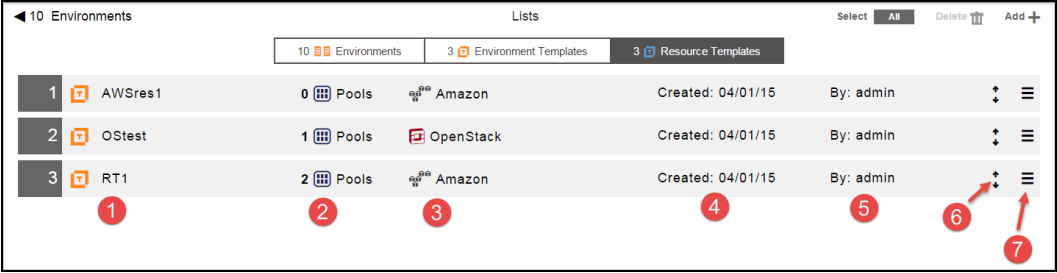 10 Environments Lists Select All Delete Add
10 Environments 3 Environment Templates 3 Resource Templates
1 T AWSres1 0 Pools Amazon Created: 04/01/15 By: admin
2 T OStest 1 Pools OpenStack Created: 04/01/15 By: admin
3 T RT1 2 Pools Amazon Created: 04/01/15 By: admin
1 2 3 4 5 6 7